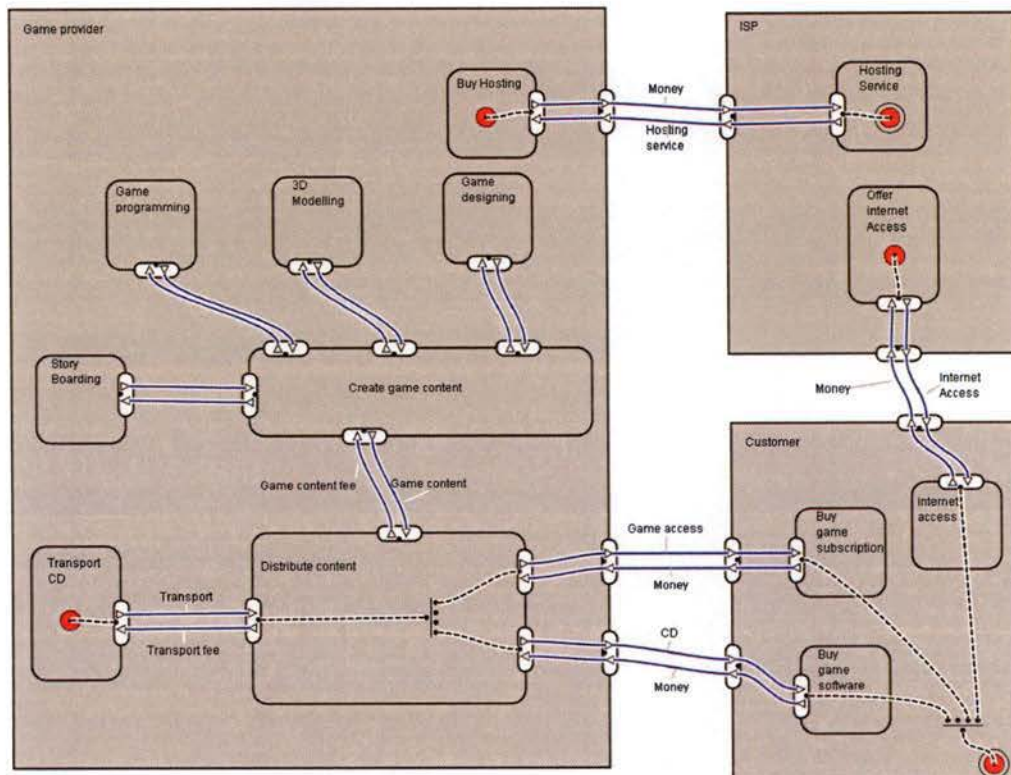 Game provider
ISP
Buy Hosting
Money
Hosting
service
Hosting
Service
Game
programming
3D
Modelling
Game
designing
Offer
internet
Access
Story
Boarding
Create game content
Money
Internet
Access
Customer
Game content fee
Game content
internet
access
Transport
CD
Distribute content
Game access
Money
Buy
game
subscription
Transport
Transport fee
CD
Money
Buy
game
software